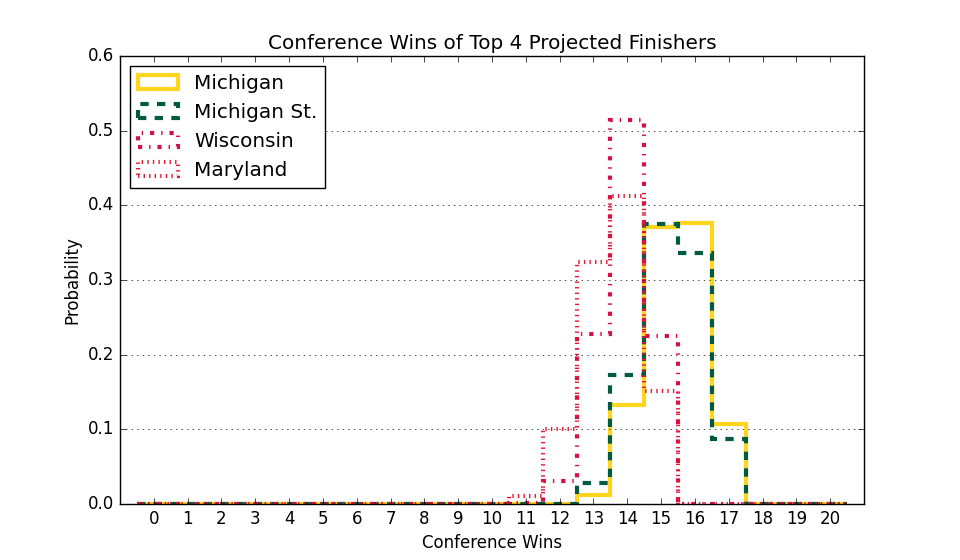 Conference Wins of Top 4 Projected Finishers
0.6
0.5
0.4
0.3
0.2
0.1
0.0
Probability
Michigan
Michigan St.
Wisconsin
Maryland
0 1 2 3 4 5 6 7 8 9 10 11 12 13 14 15 16 17 18 19 20
Conference Wins